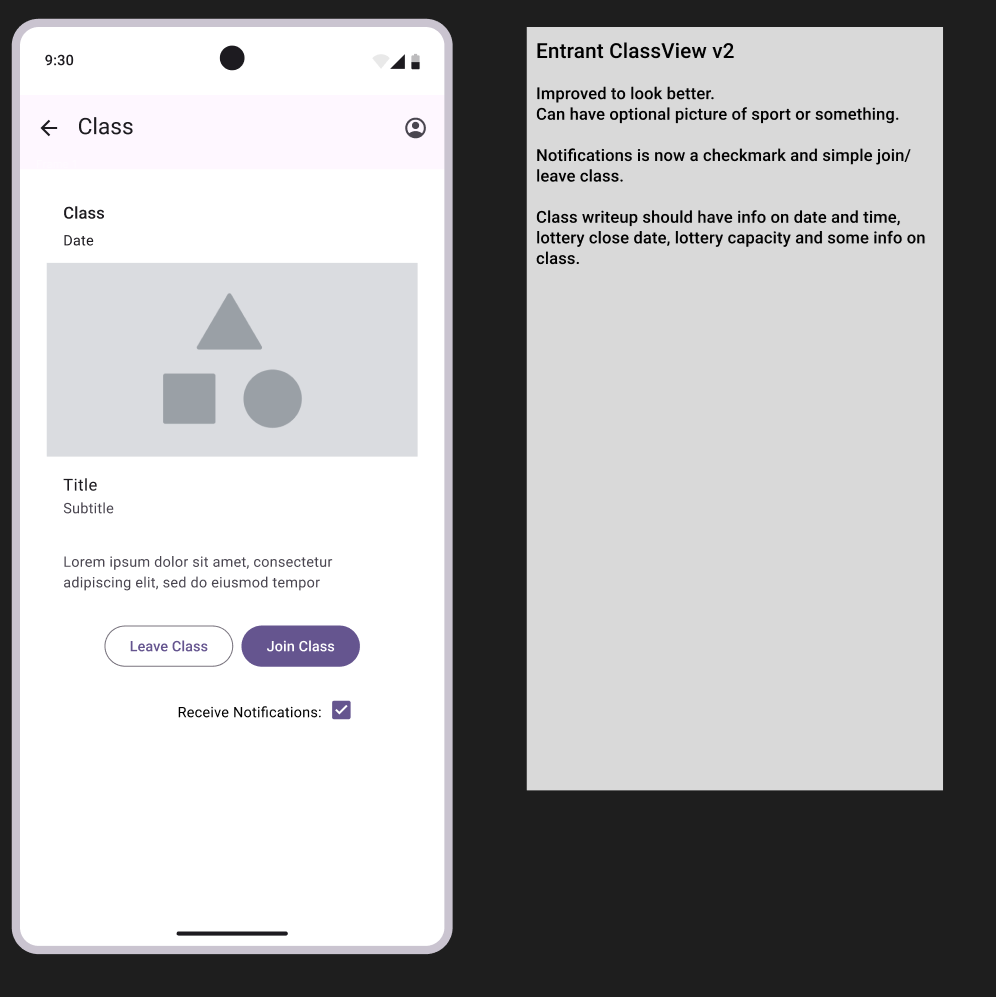 9:30
Class
Class
Date
Title
Subtitle
Lorem ipsum dolor sit amet, consectetur
adipiscing elit, sed do eiusmod tempor
Leave Class
Join Class
Receive Notifications:
Entrant ClassView v2
Improved to look better.
Can have optional picture of sport or something.
Notifications is now a checkmark and simple join/
leave class.
Class writeup should have info on date and time,
lottery close date, lottery capacity and some info on
class.